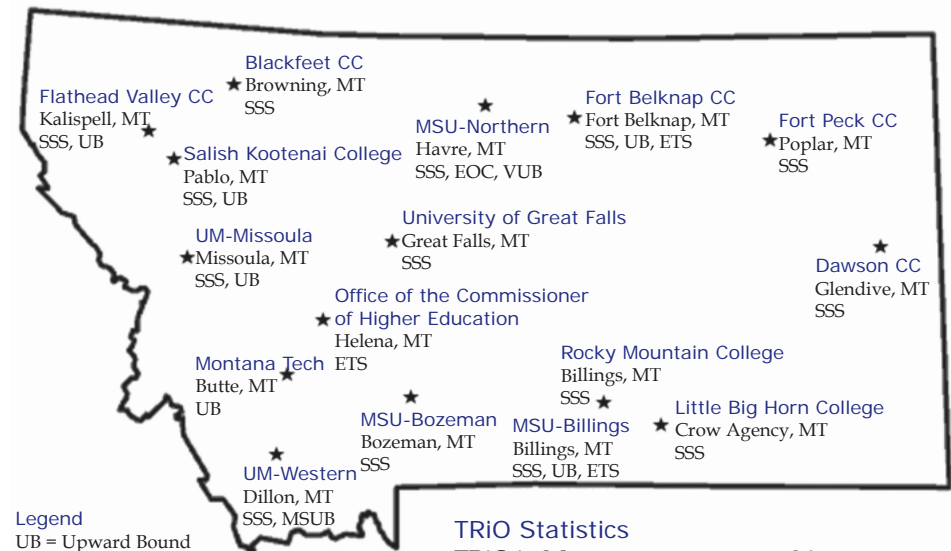 Blackfeet CC
Browning, MT
SSS
Flathead Valley CC
Kalispell, MT
SSS, UB
Salish Kootenai College
Pablo, MT
SSS, UB
MSU-Northern
Havre, MT
SSS, EOC, VUB
Fort Belknap CC
Fort Belknap, MT
SSS, UB, ETS
Fort Peck CC
Poplar, MT
SSS
UM-Missoula
Missoula, MT
SSS, UB
University of Great Falls
Great Falls, MT
SSS
Dawson CC
Glendive, MT
SSS
Office of the Commissioner
of Higher Education
Helena, MT
ETS
Montana Tech
Butte, MT
UB
MSU-Bozeman
Bozeman, MT
SSS
Rocky Mountain College
Billings, MT
SSS
MSU-Billings
Billings, MT
SSS, UB, ETS
Little Big Horn College
Crow Agency, MT
SSS
UM-Western
Dillon, MT
SSS, MSUB
Legend
UB = Upward Bound
TRiO Statistics